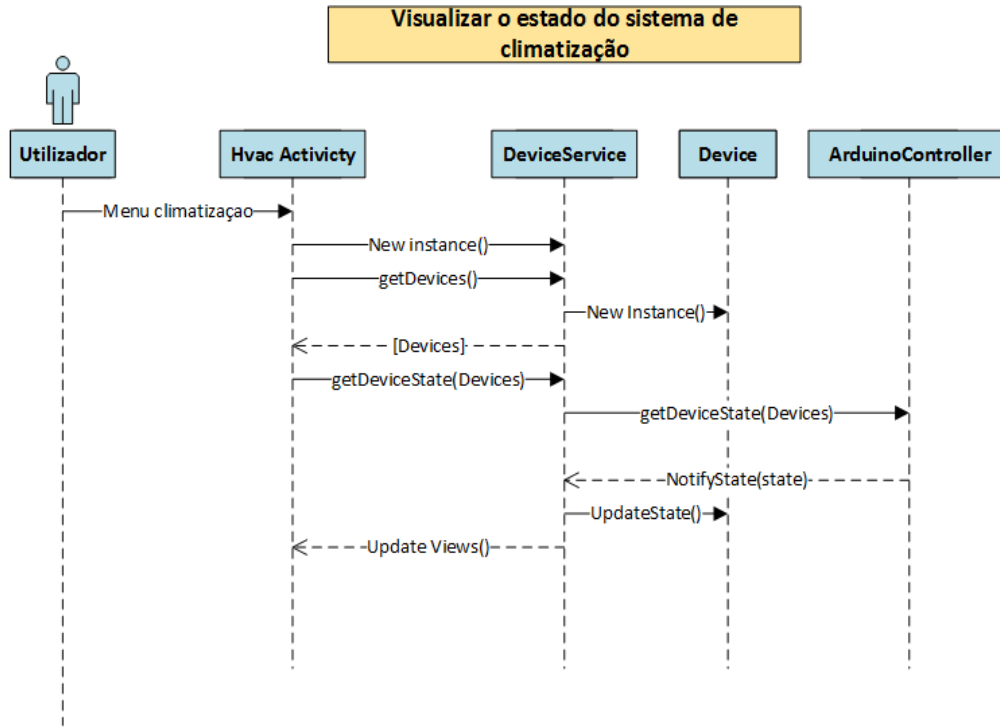 Visualizar o estado do sistema de
climatização
Utilizador
Hvac Activicty
DeviceService
Device
ArduinoController
Menu climatizaçao
New instance()
getDevices()
New Instance()
[Devices]
getDeviceState(Devices)
getDeviceState(Devices)
NotifyState(state)
UpdateState()
Update Views()